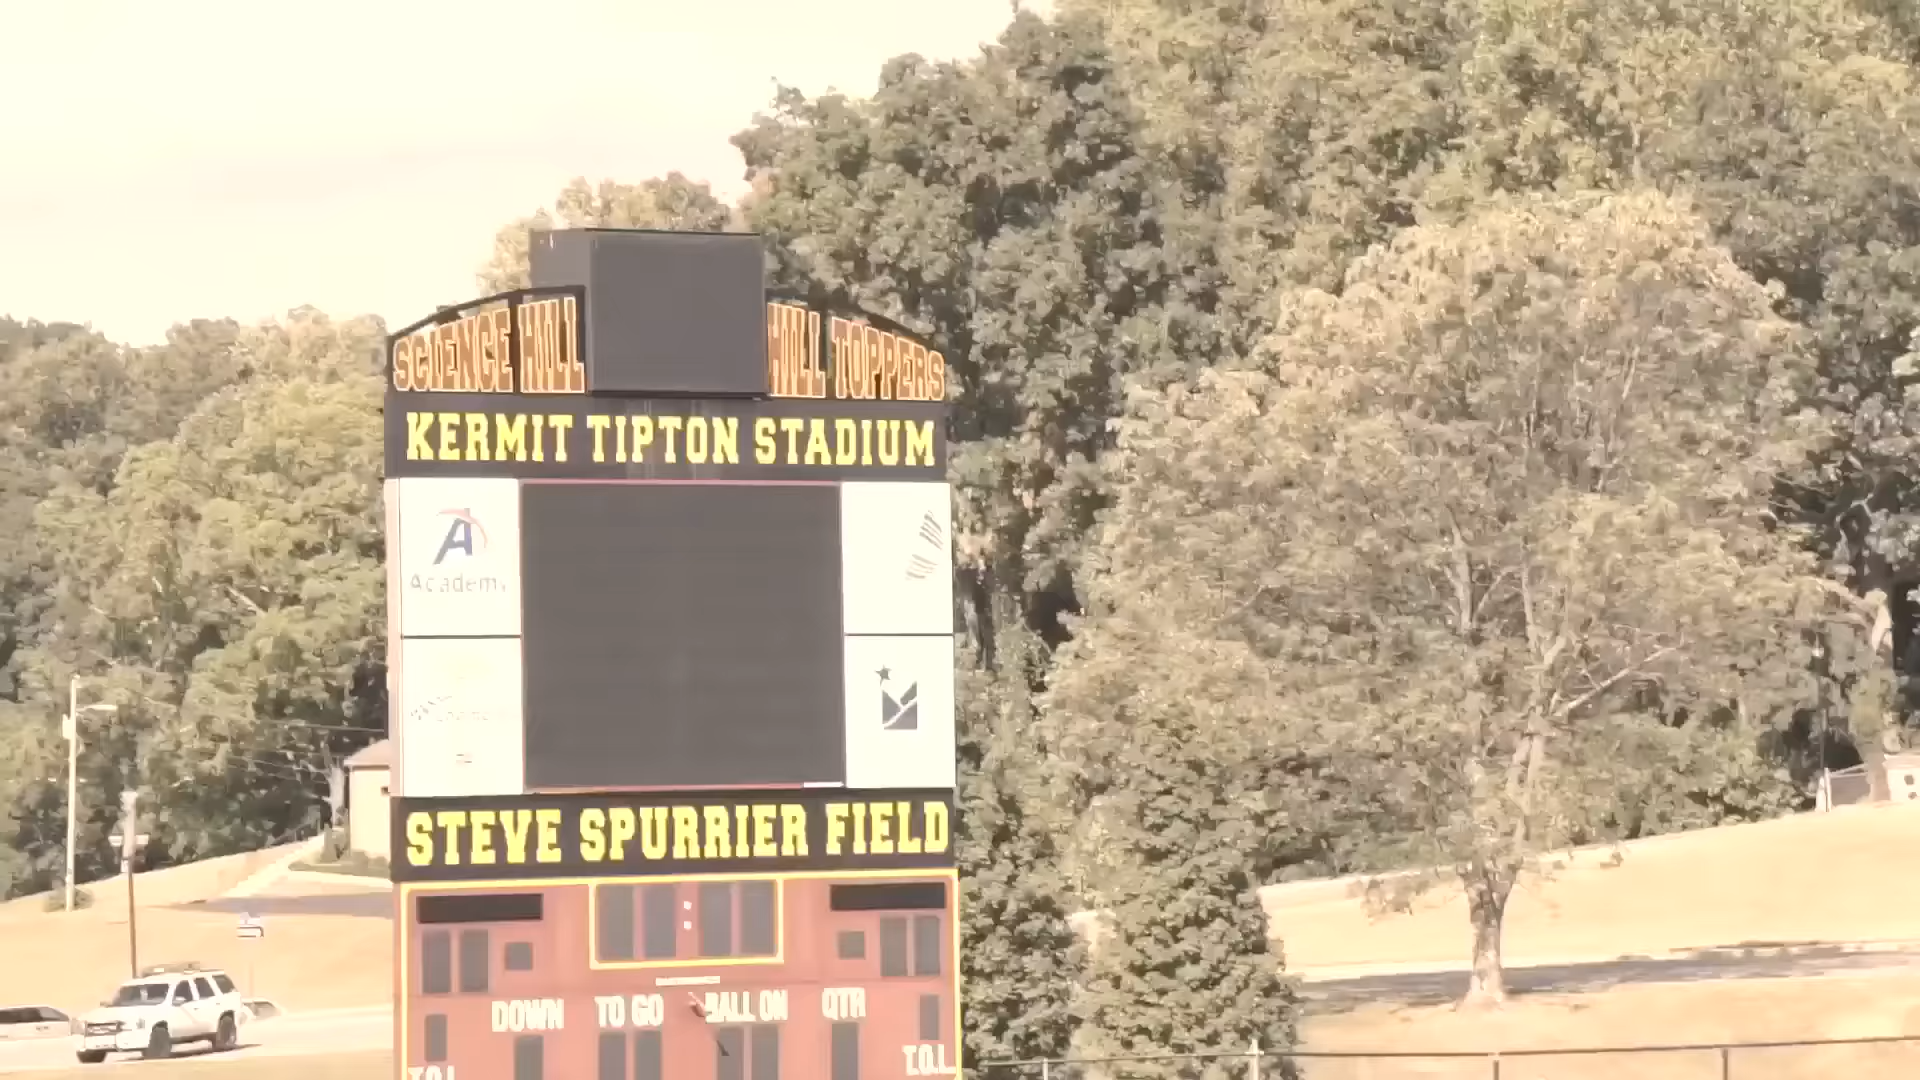 SCIENCE HILL HILL TOPPERS
KERMIT TIPTON STADIUM
Academy
STEVE SPURRIER FIELD
DOWN TO GO BALL ON QTR
T.O.L. T.O.L.